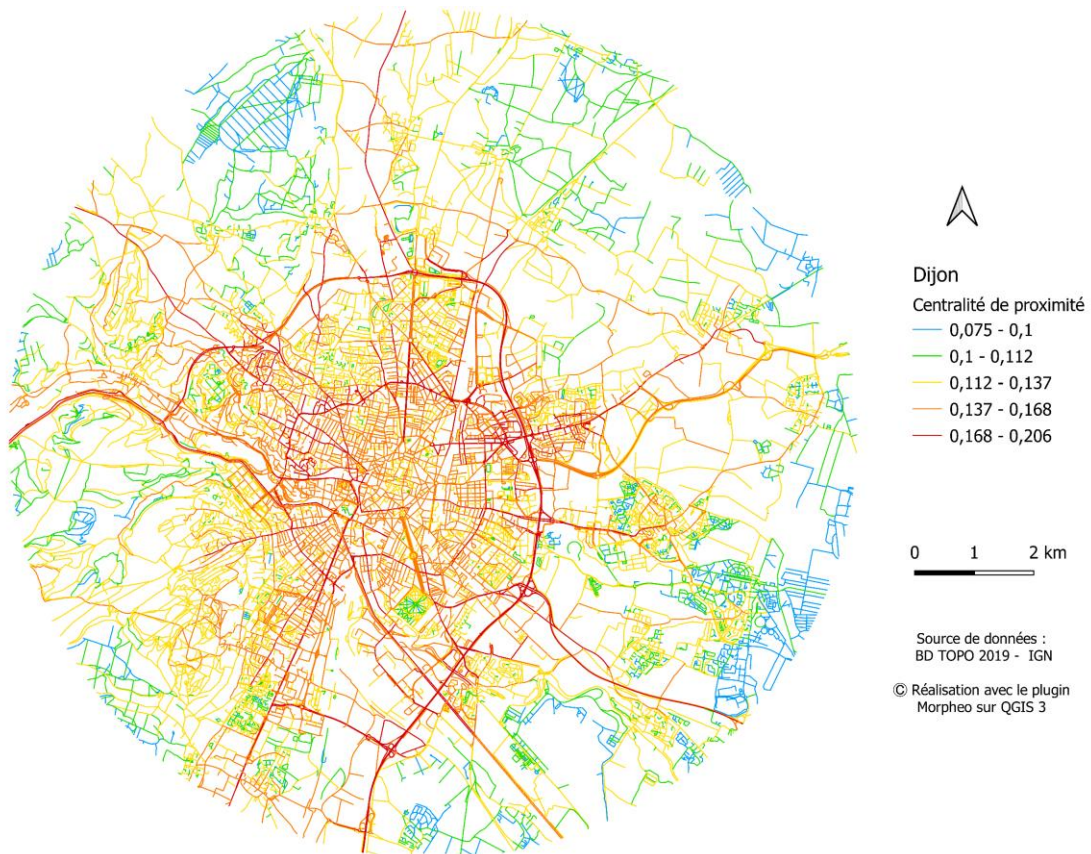 Dijon
Centralité de proximité
0,075 - 0,1
0,1 - 0,112
0,112 - 0,137
0,137 - 0,168
0,168 - 0,206
0 1 2 km
Source de données :
BD TOPO 2019 - IGN
© Réalisation avec le plugin
Morpheo sur QGIS 3